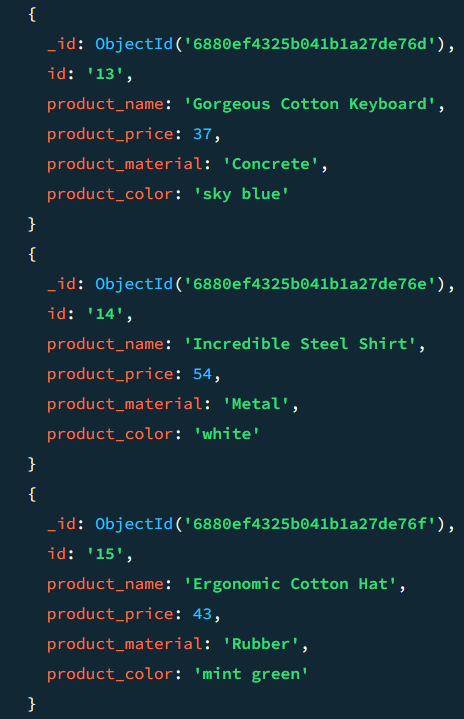 {
_id: ObjectId('6880ef4325b041b1a27de76d'),
id: '13',
product_name: 'Gorgeous Cotton Keyboard',
product_price: 37,
product_material: 'Concrete',
product_color: 'sky blue'
}
{
_id: ObjectId('6880ef4325b041b1a27de76e'),
id: '14',
product_name: 'Incredible Steel Shirt',
product_price: 54,
product_material: 'Metal',
product_color: 'white'
}
{
_id: ObjectId('6880ef4325b041b1a27de76f'),
id: '15',
product_name: 'Ergonomic Cotton Hat',
product_price: 43,
product_material: 'Rubber',
product_color: 'mint green'
}